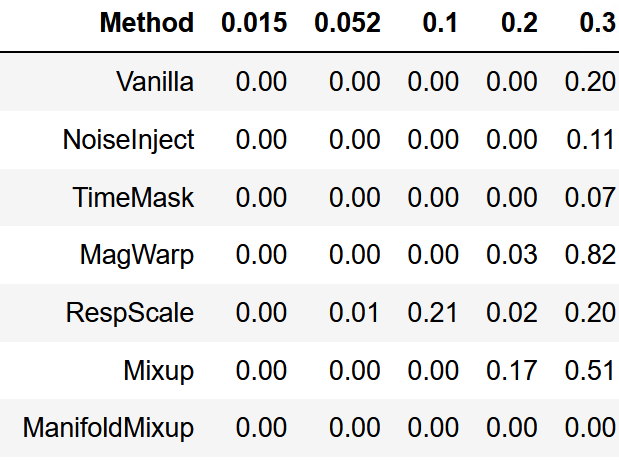 Method 0.015 0.052 0.1 0.2 0.3
Vanilla 0.00 0.00 0.00 0.00 0.20
NoiseInject 0.00 0.00 0.00 0.00 0.11
TimeMask 0.00 0.00 0.00 0.00 0.07
MagWarp 0.00 0.00 0.00 0.03 0.82
RespScale 0.00 0.01 0.21 0.02 0.20
Mixup 0.00 0.00 0.00 0.17 0.51
ManifoldMixup 0.00 0.00 0.00 0.00 0.00